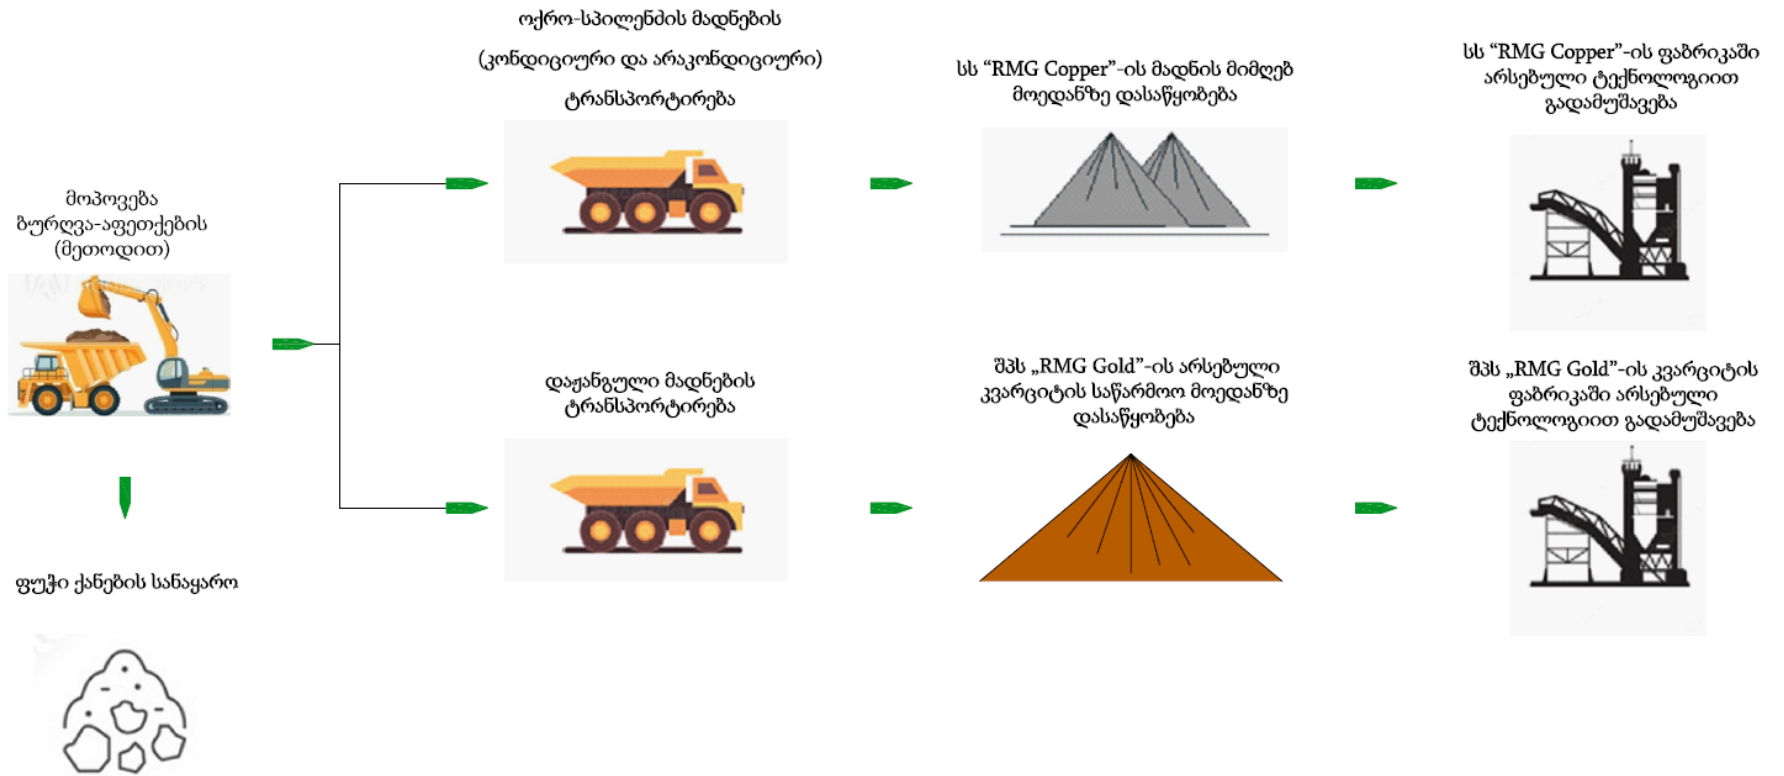 მოპოვება
ბურღვა-აფეთქების
(მეთოდით)
ფუჭი ქანების სანაყარო
ოქრო-სპილენძის მადნების
(კონდიციური და არაკონდიციური)
ტრანსპორტირება
სს “RMG Copper”-ის მადნის მიმღებ
მოედანზე დასაწყობება
სს “RMG Copper”-ის ფაბრიკაში
არსებული ტექნოლოგიით
გადამუშავება
დაჟანგული მადნების
ტრანსპორტირება
შპს „RMG Gold”-ის არსებული
კვარციტის საწარმოო მოედანზე
დასაწყობება
შპს „RMG Gold”-ის კვარციტის
ფაბრიკაში არსებული
ტექნოლოგიით გადამუშავება